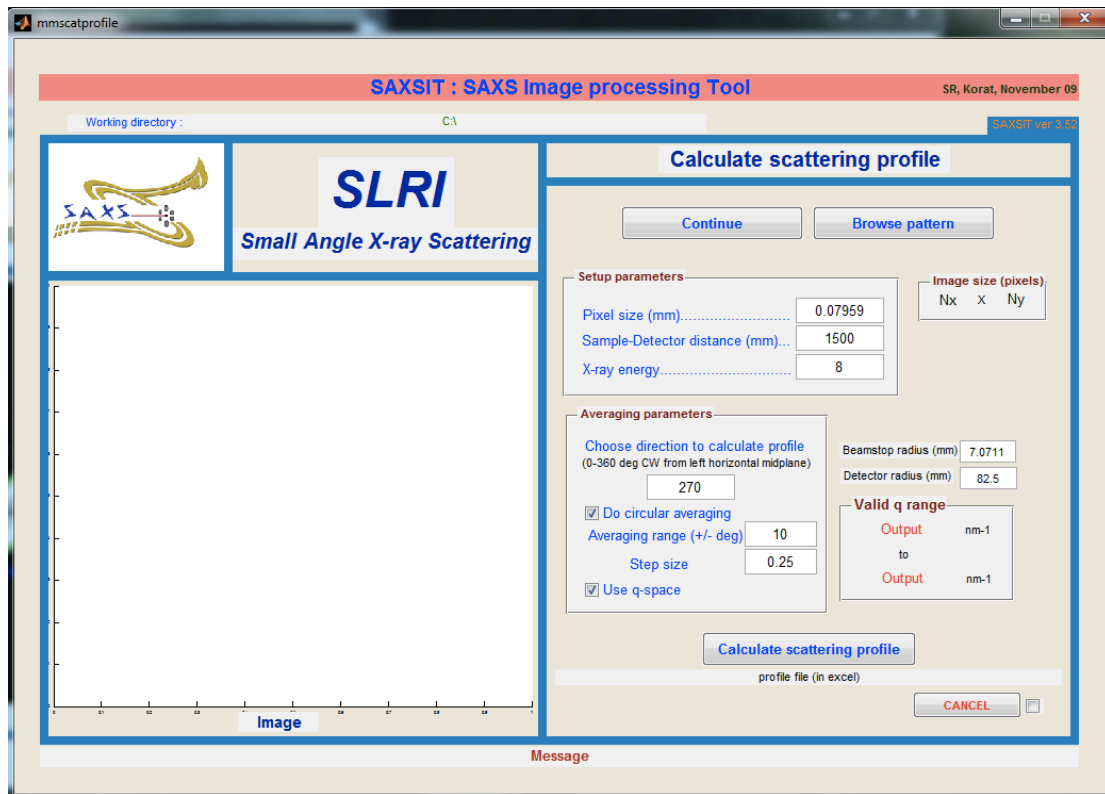 mmscatprofile
SAXSIT : SAXS Image processing Tool
SR, Korat, November 09
Working directory :
C:\
SAXSIT ver 3.52
SAXS
SLRI
Small Angle X-ray Scattering
Calculate scattering profile
Continue
Browse pattern
Setup parameters
Pixel size (mm)......................... 0.07959
Sample-Detector distance (mm)... 1500
X-ray energy.............................. 8
Image size (pixels)
Nx X Ny
Averaging parameters
Choose direction to calculate profile
(0-360 deg CW from left horizontal midplane)
270
Do circular averaging
Averaging range (+/- deg) 10
Step size 0.25
Use q-space
Beamstop radius (mm) 7.0711
Detector radius (mm) 82.5
Valid q range
Output nm-1
to
Output nm-1
Calculate scattering profile
profile file (in excel)
CANCEL
Image
Message